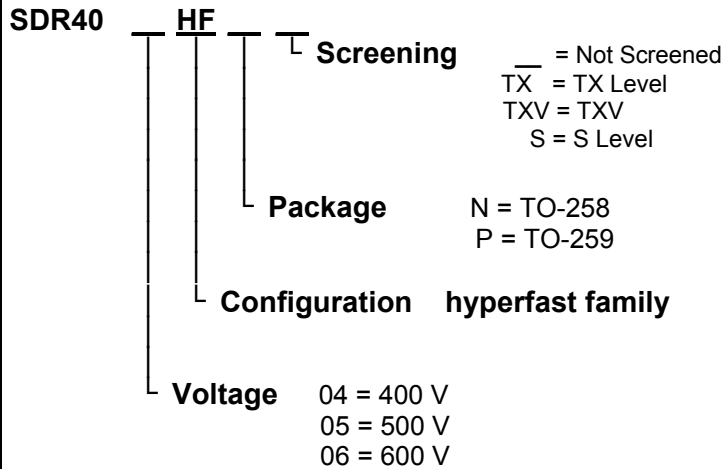 SDR40 __ HF __ __
Screening __ = Not Screened
TX = TX Level
TXV = TXV
S = S Level
Package N = TO-258
P = TO-259
Configuration hyperfast family
Voltage 04 = 400 V
05 = 500 V
06 = 600 V